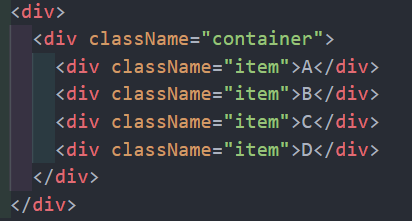 <div>
  <div className="container">
    <div className="item">A</div>
    <div className="item">B</div>
    <div className="item">C</div>
    <div className="item">D</div>
  </div>
</div>